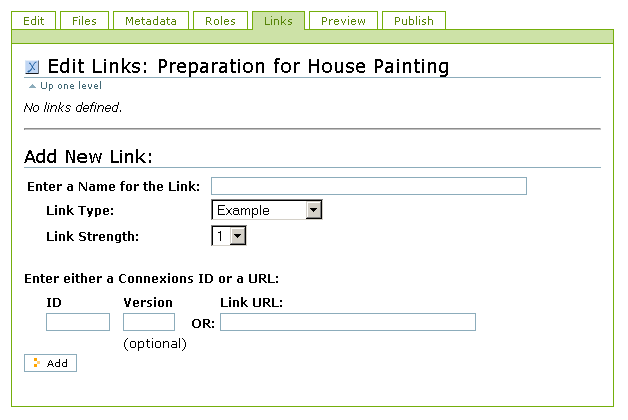 Edit Files Metadata Roles Links Preview Publish
Edit Links: Preparation for House Painting
Up one level
No links defined.
Add New Link:
Enter a Name for the Link:
Link Type: Example
Link Strength: 1
Enter either a Connexions ID or a URL:
ID Version Link URL:
OR:
(optional)
Add